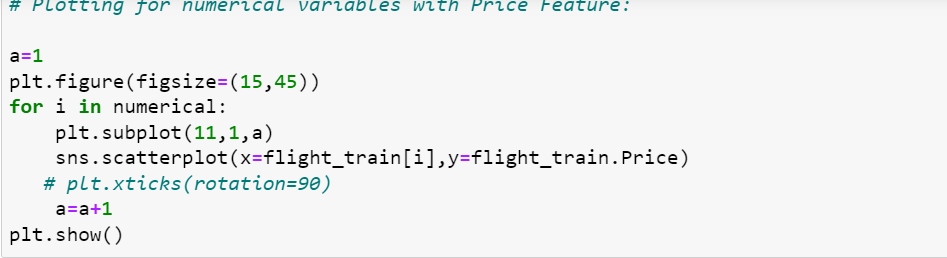 # Plotting for numerical variables with Price Feature:
a=1
plt.figure(figsize=(15,45))
for i in numerical:
plt.subplot(11,1,a)
sns.scatterplot(x=flight_train[i],y=flight_train.Price)
# plt.xticks(rotation=90)
a=a+1
plt.show()